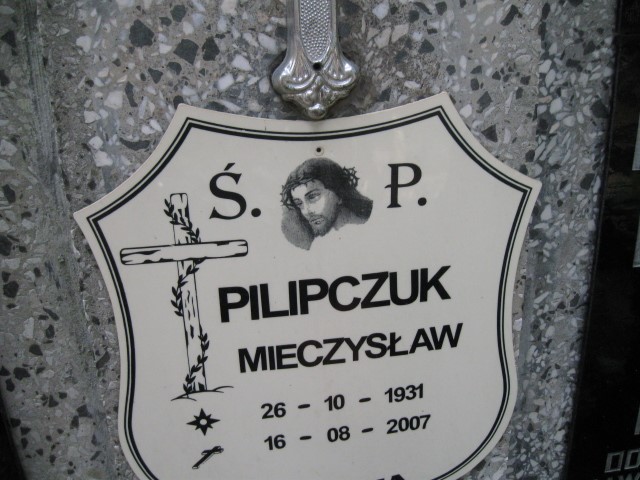 Ś. P.
PILIPCZUK
MIECZYSŁAW
26 - 10 - 1931
16 - 08 - 2007